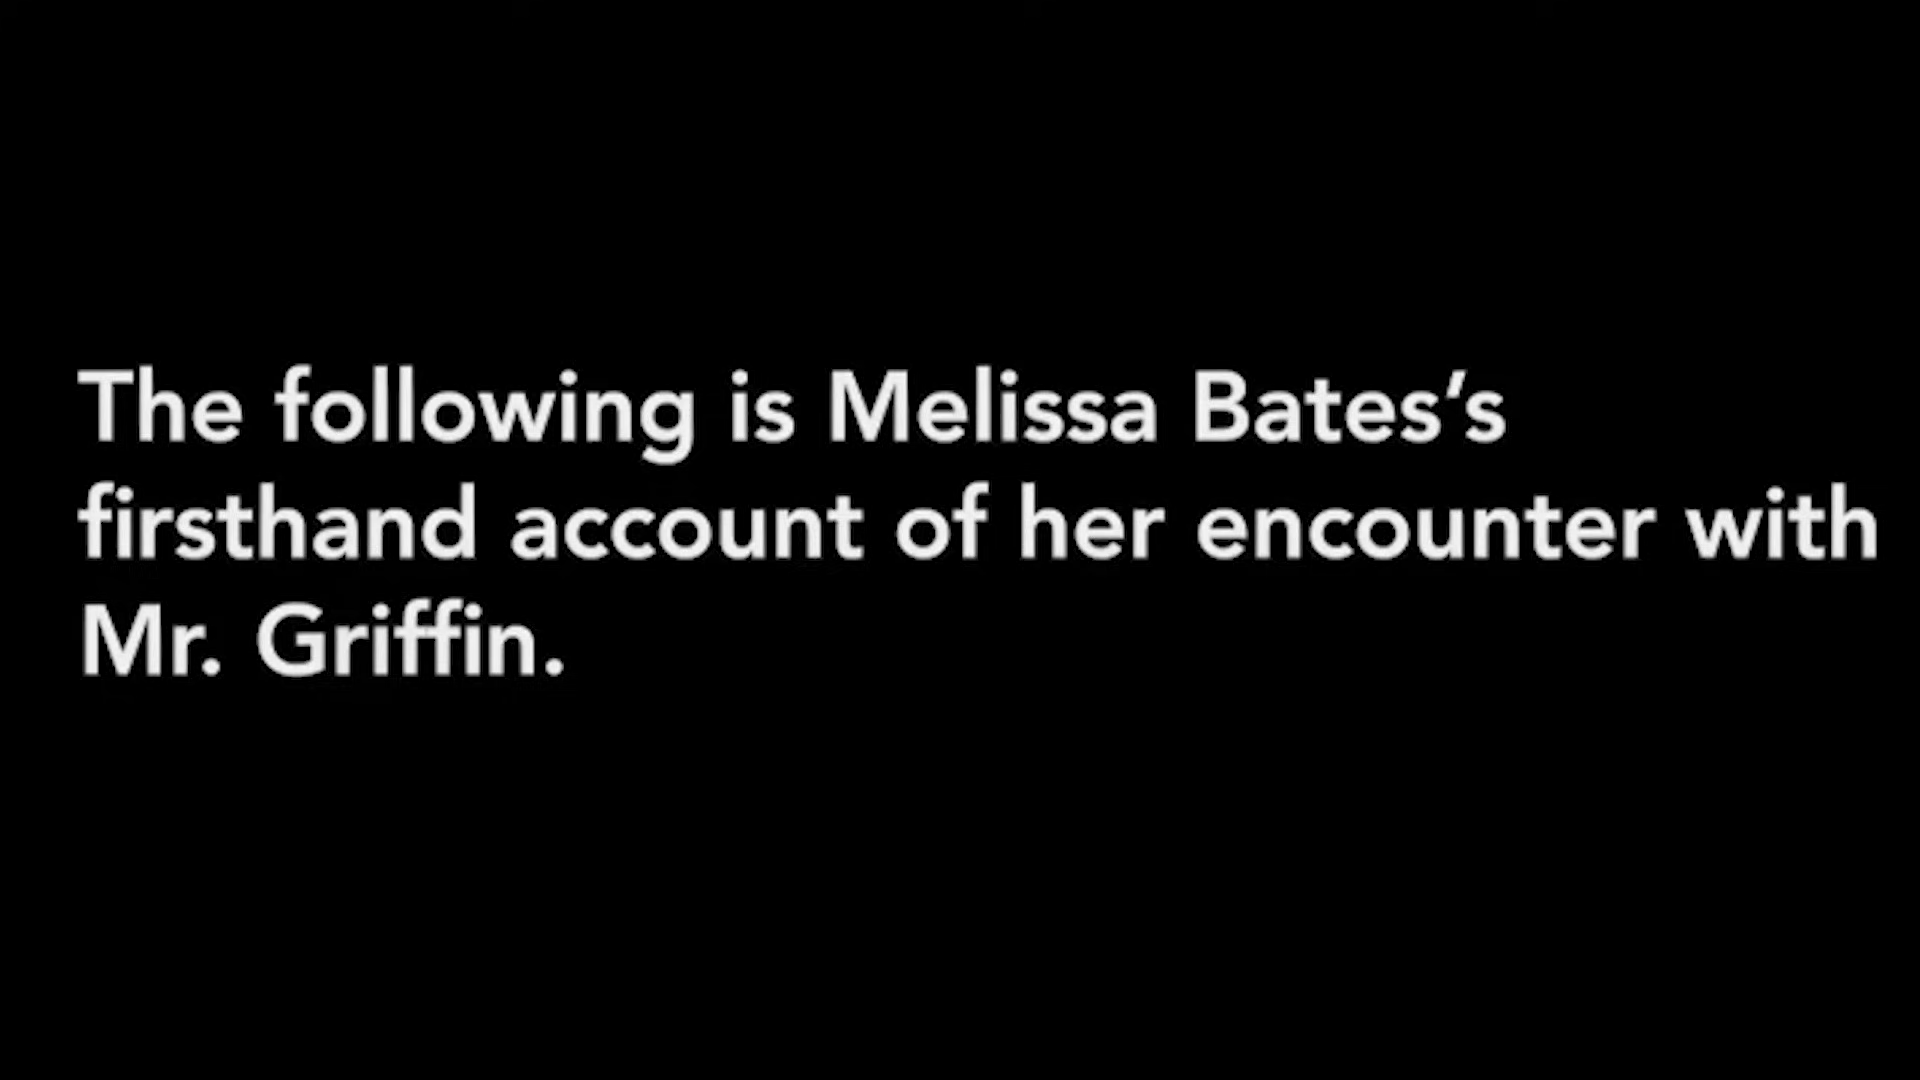 The following is Melissa Bates‘s
firsthand account of her encounter with
Mr. Griffin.